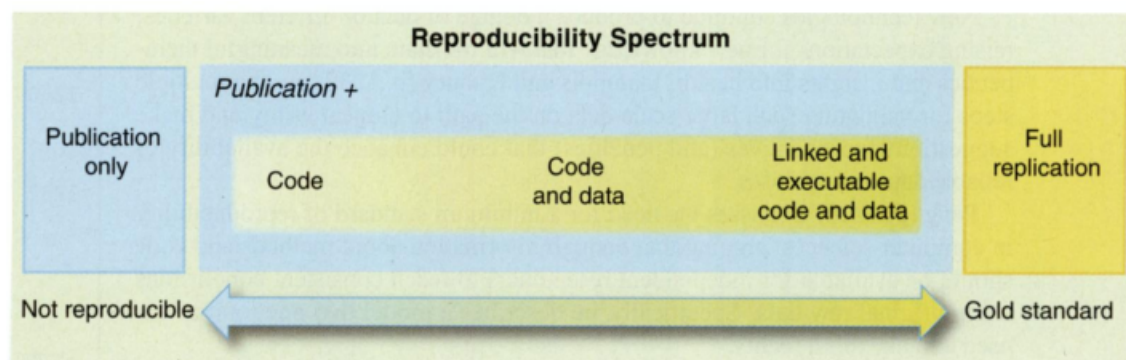 Reproducibility Spectrum
Publication +
Publication
only
Code
Code
and data
Linked and
executable
code and data
Full
replication
Not reproducible
Gold standard